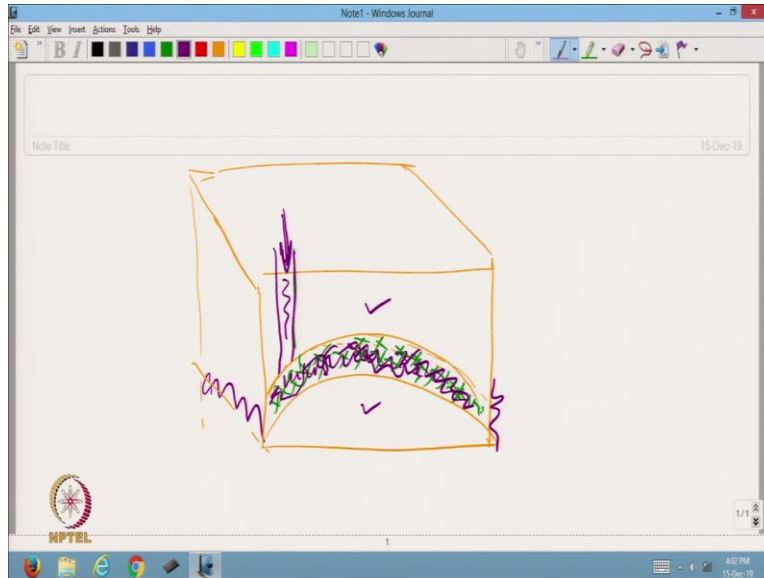 Note1 - Windows Journal
File Edit View Insert Actions Tools Help
B I
Note Title
15-Dec-19
1/1
NPTEL
1
4:02 PM
15-Dec-19